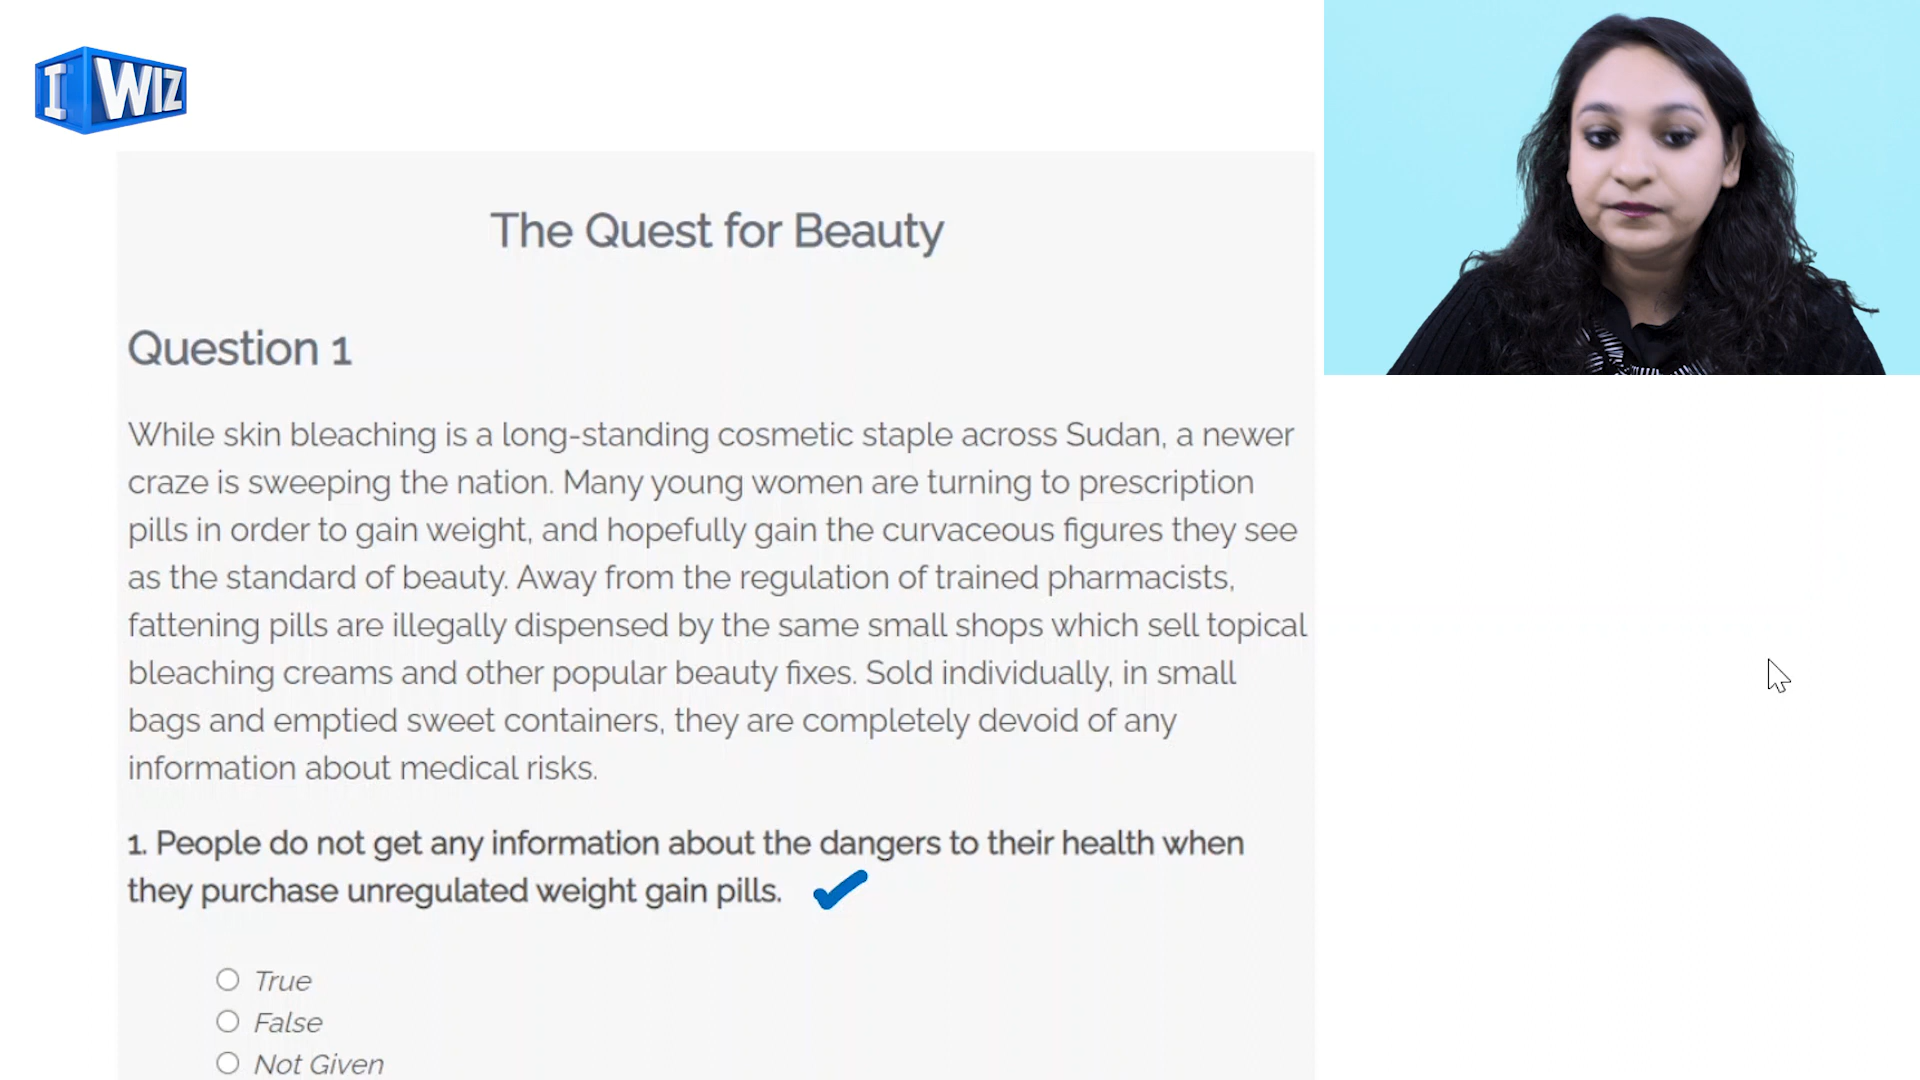 I WIZ
The Quest for Beauty
Question 1
While skin bleaching is a long-standing cosmetic staple across Sudan, a newer
craze is sweeping the nation. Many young women are turning to prescription
pills in order to gain weight, and hopefully gain the curvaceous figures they see
as the standard of beauty. Away from the regulation of trained pharmacists,
fattening pills are illegally dispensed by the same small shops which sell topical
bleaching creams and other popular beauty fixes. Sold individually, in small
bags and emptied sweet containers, they are completely devoid of any
information about medical risks.
1. People do not get any information about the dangers to their health when
they purchase unregulated weight gain pills.
True
False
Not Given